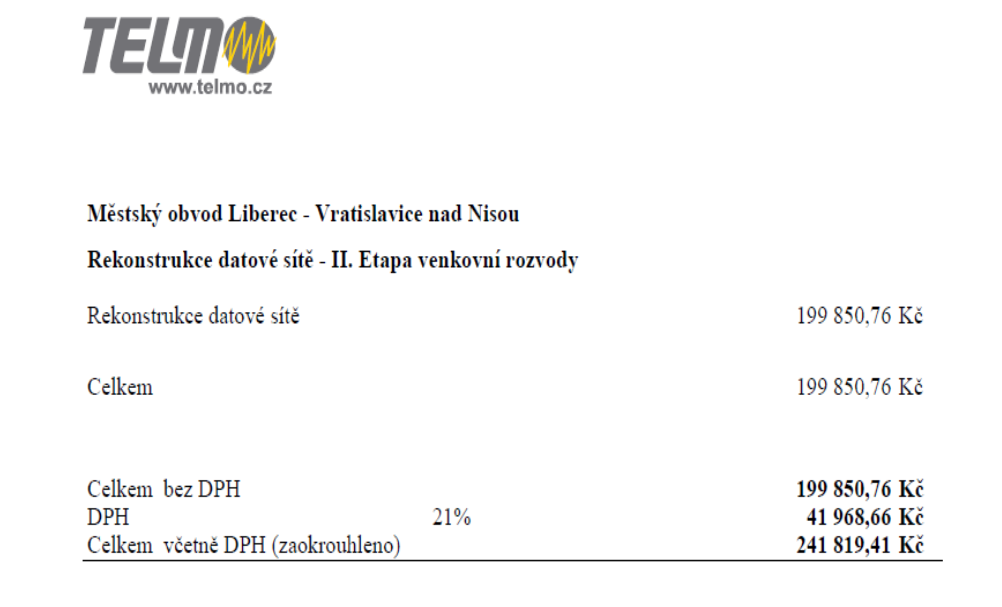 TELMO
www.telmo.cz
Městský obvod Liberec - Vratislavice nad Nisou
Rekonstrukce datové sítě - II. Etapa venkovní rozvody
Rekonstrukce datové sítě 199 850,76 Kč
Celkem 199 850,76 Kč
Celkem bez DPH 199 850,76 Kč
DPH 21% 41 968,66 Kč
Celkem včetně DPH (zaokrouhleno) 241 819,41 Kč